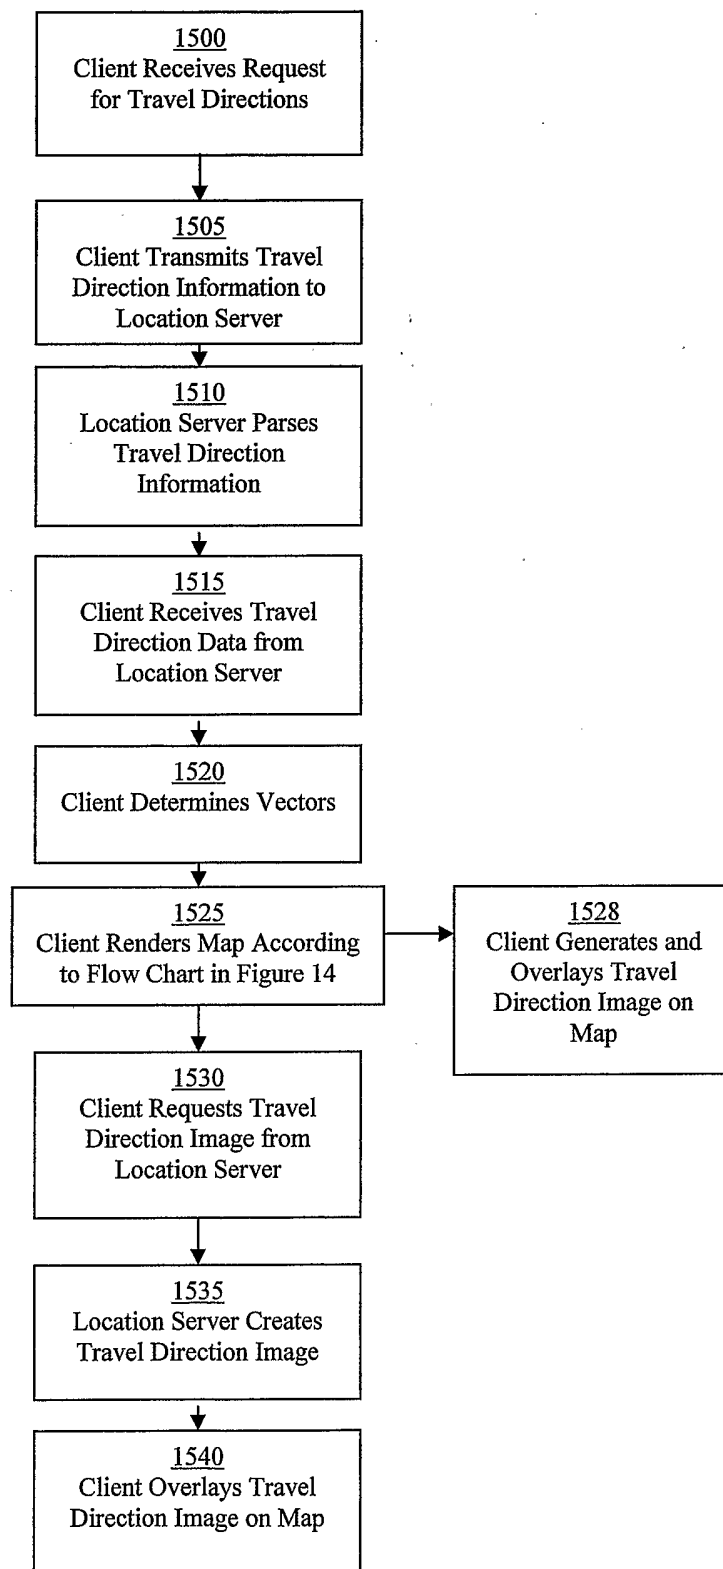 1500
Client Receives Request
for Travel Directions
1505
Client Transmits Travel
Direction Information to
Location Server
1510
Location Server Parses
Travel Direction
Information
1515
Client Receives Travel
Direction Data from
Location Server
1520
Client Determines Vectors
1525
Client Renders Map According
to Flow Chart in Figure 14
1528
Client Generates and
Overlays Travel
Direction Image on
Map
1530
Client Requests Travel
Direction Image from
Location Server
1535
Location Server Creates
Travel Direction Image
1540
Client Overlays Travel
Direction Image on Map